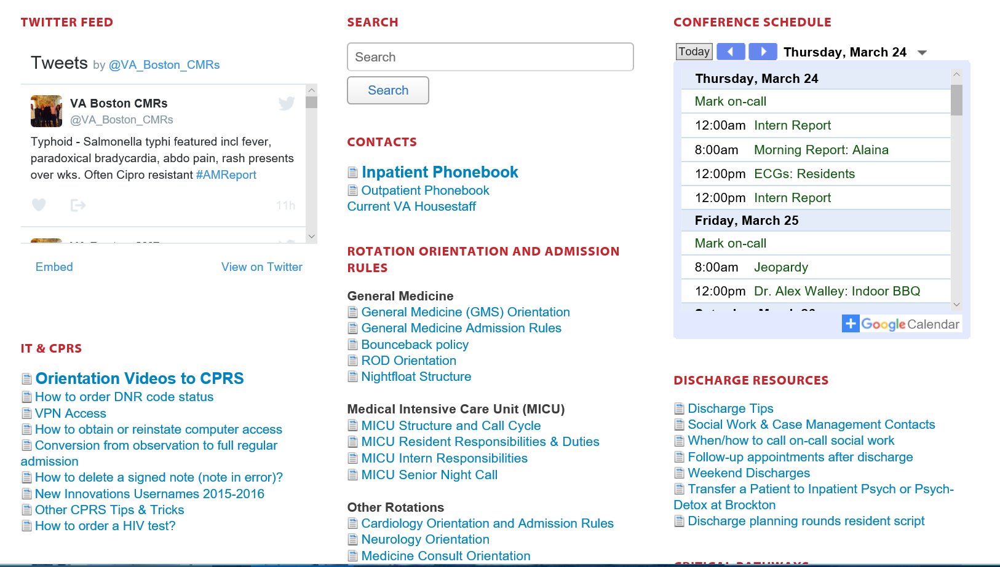 TWITTER FEED
Tweets by @VA_Boston_CMRs
VA Boston CMRs
@VA_Boston_CMRs
Typhoid - Salmonella typhi featured incl fever,
paradoxical bradycardia, abdo pain, rash presents
over wks. Often Cipro resistant #AMReport
11h
Embed
View on Twitter
IT & CPRS
Orientation Videos to CPRS
How to order DNR code status
VPN Access
How to obtain or reinstate computer access
Conversion from observation to full regular
admission
How to delete a signed note (note in error)?
New Innovations Usernames 2015-2016
Other CPRS Tips & Tricks
How to order a HIV test?
SEARCH
Search
Search
CONTACTS
Inpatient Phonebook
Outpatient Phonebook
Current VA Housestaff
ROTATION ORIENTATION AND ADMISSION
RULES
General Medicine
General Medicine (GMS) Orientation
General Medicine Admission Rules
Bounceback policy
ROD Orientation
Nightfloat Structure
Medical Intensive Care Unit (MICU)
MICU Structure and Call Cycle
MICU Resident Responsibilities & Duties
MICU Intern Responsibilities
MICU Senior Night Call
Other Rotations
Cardiology Orientation and Admission Rules
Neurology Orientation
Medicine Consult Orientation
CONFERENCE SCHEDULE
Today Thursday, March 24
Thursday, March 24
Mark on-call
12:00am Intern Report
8:00am Morning Report: Alaina
12:00pm ECGs: Residents
12:00pm Intern Report
Friday, March 25
Mark on-call
8:00am Jeopardy
12:00pm Dr. Alex Walley: Indoor BBQ
Google Calendar
DISCHARGE RESOURCES
Discharge Tips
Social Work & Case Management Contacts
When/how to call on-call social work
Follow-up appointments after discharge
Weekend Discharges
Transfer a Patient to Inpatient Psych or Psych-
Detox at Brockton
Discharge planning rounds resident script